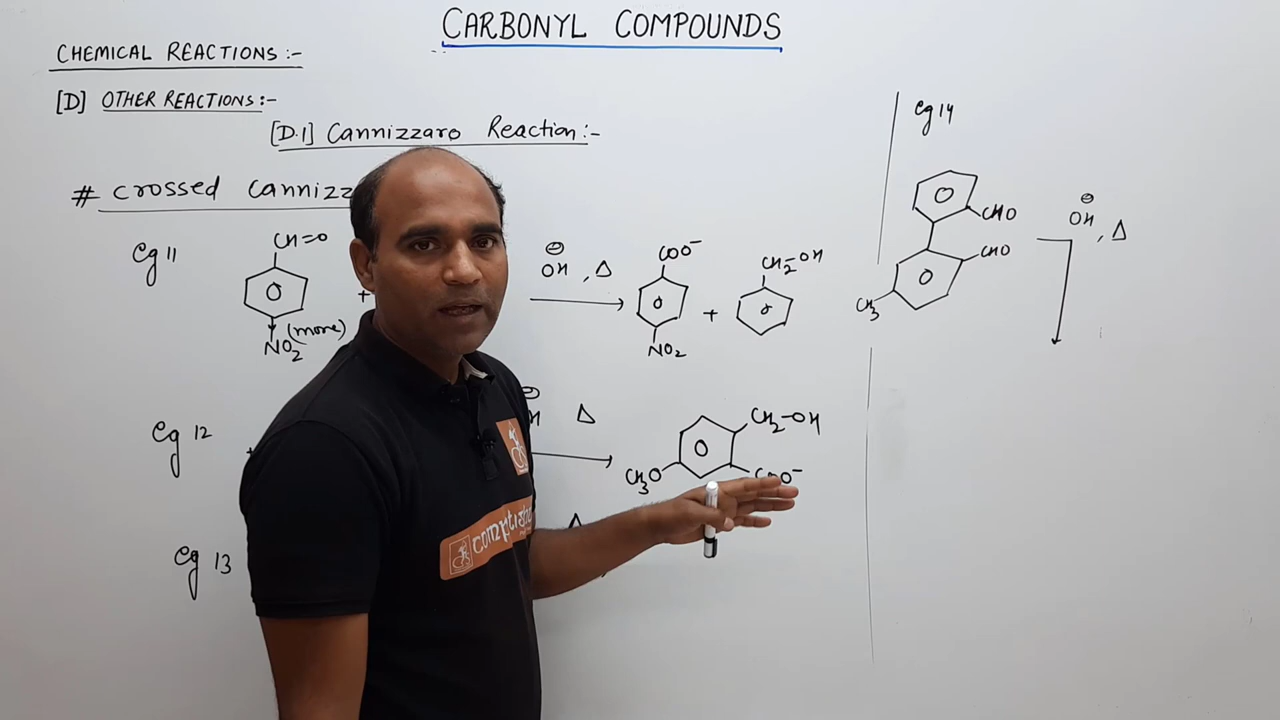 CARBONYL COMPOUNDS
CHEMICAL REACTIONS :-
[D] OTHER REACTIONS :-
[D.1] Cannizzaro Reaction :-
# crossed Canniz
Eg 11
CH=O
NO2
(more)
+
⊖
OH , Δ
COO⁻
NO2
+
CH2-OH
Eg 12
⊖
Δ
CH2-OH
CH3O
COO⁻
Eg 13
Δ
Eg 14
CHO
CHO
CH3
⊖
OH , Δ